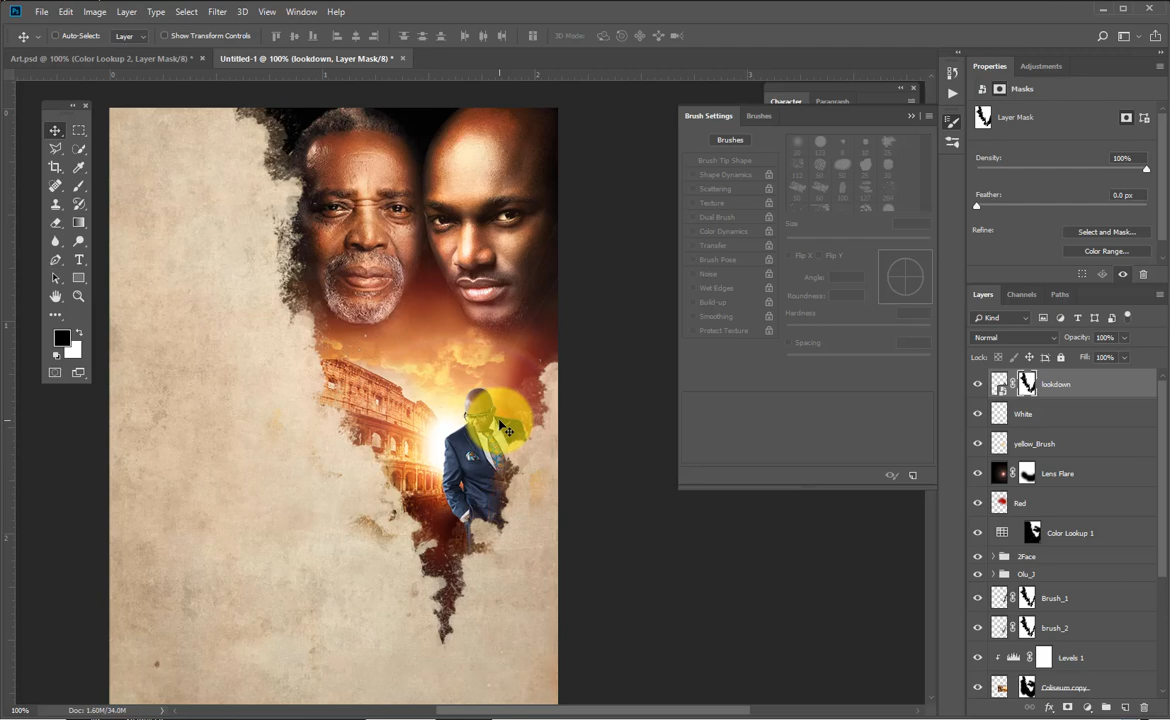 Ps File Edit Image Layer Type Select Filter 3D View Window Help
Auto-Select: Layer Show Transform Controls 3D Mode:
Art.psd @ 100% (Color Lookup 2, Layer Mask/8) * × Untitled-1 @ 100% (lookdown, Layer Mask/8) * ×
0 1 2 3
Properties Adjustments
Masks
Layer Mask
Density: 100%
Feather: 0.0 px
Refine: Select and Mask...
Color Range...
Character Paragraph
Brush Settings Brushes
Brushes
Brush Tip Shape
Shape Dynamics
Scattering
Texture
Dual Brush
Color Dynamics
Transfer
Brush Pose
Noise
Wet Edges
Build-up
Smoothing
Protect Texture
Size
Flip X Flip Y
Angle:
Roundness:
Hardness
Spacing
Layers Channels Paths
Kind
Normal Opacity: 100%
Lock: Fill: 100%
lookdown
White
yellow_Brush
Lens Flare
Red
Color Lookup 1
2Face
Olu_J
Brush_1
brush_2
Levels 1
Coliseum copy
100% Doc: 1.60M/34.0M